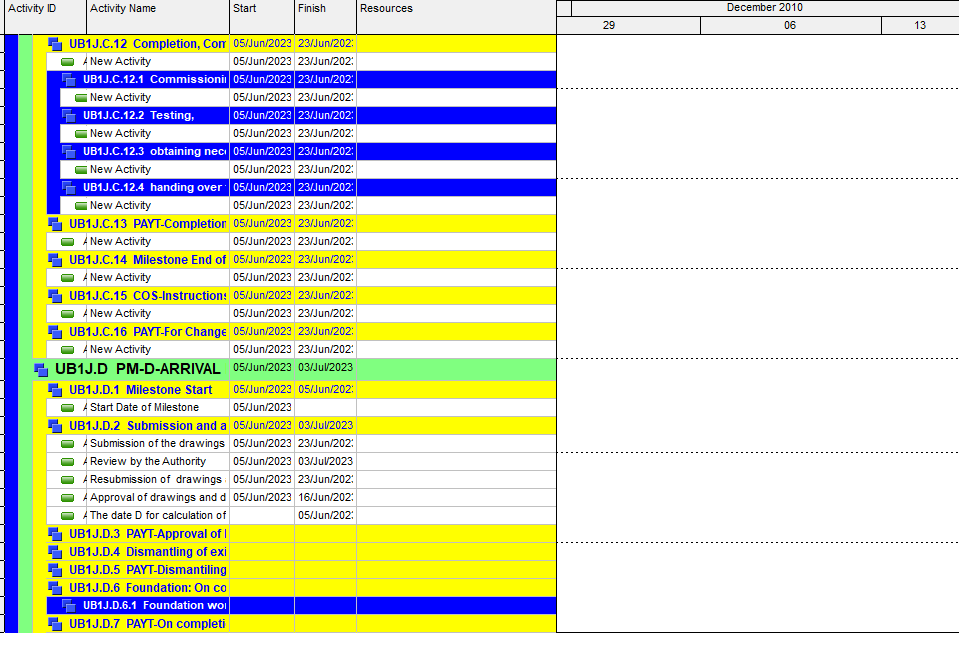 Activity ID Activity Name Start Finish Resources December 2010
29 06 13
UB1J.C.12 Completion, Com 05/Jun/2023 23/Jun/202
New Activity 05/Jun/2023 23/Jun/202
UB1J.C.12.1 Commissioni 05/Jun/2023 23/Jun/202
New Activity 05/Jun/2023 23/Jun/202
UB1J.C.12.2 Testing, 05/Jun/2023 23/Jun/202
New Activity 05/Jun/2023 23/Jun/202
UB1J.C.12.3 obtaining nec 05/Jun/2023 23/Jun/202
New Activity 05/Jun/2023 23/Jun/202
UB1J.C.12.4 handing over 05/Jun/2023 23/Jun/202
New Activity 05/Jun/2023 23/Jun/202
UB1J.C.13 PAYT-Completion 05/Jun/2023 23/Jun/202
A New Activity 05/Jun/2023 23/Jun/202
UB1J.C.14 Milestone End of 05/Jun/2023 23/Jun/202
A New Activity 05/Jun/2023 23/Jun/202
UB1J.C.15 COS-Instructions 05/Jun/2023 23/Jun/202
A New Activity 05/Jun/2023 23/Jun/202
UB1J.C.16 PAYT-For Change 05/Jun/2023 23/Jun/202
A New Activity 05/Jun/2023 23/Jun/202
UB1J.D PM-D-ARRIVAL 05/Jun/2023 03/Jul/2023
UB1J.D.1 Milestone Start 05/Jun/2023 05/Jun/202
A Start Date of Milestone 05/Jun/2023
UB1J.D.2 Submission and a 05/Jun/2023 03/Jul/2023
A Submission of the drawings 05/Jun/2023 23/Jun/202
A Review by the Authority 05/Jun/2023 03/Jul/2023
A Resubmission of drawings 05/Jun/2023 23/Jun/202
A Approval of drawings and d 05/Jun/2023 16/Jun/202
A The date D for calculation of 05/Jun/202
UB1J.D.3 PAYT-Approval of
UB1J.D.4 Dismantling of exi
UB1J.D.5 PAYT-Dismantiling
UB1J.D.6 Foundation: On co
UB1J.D.6.1 Foundation wor
UB1J.D.7 PAYT-On completi